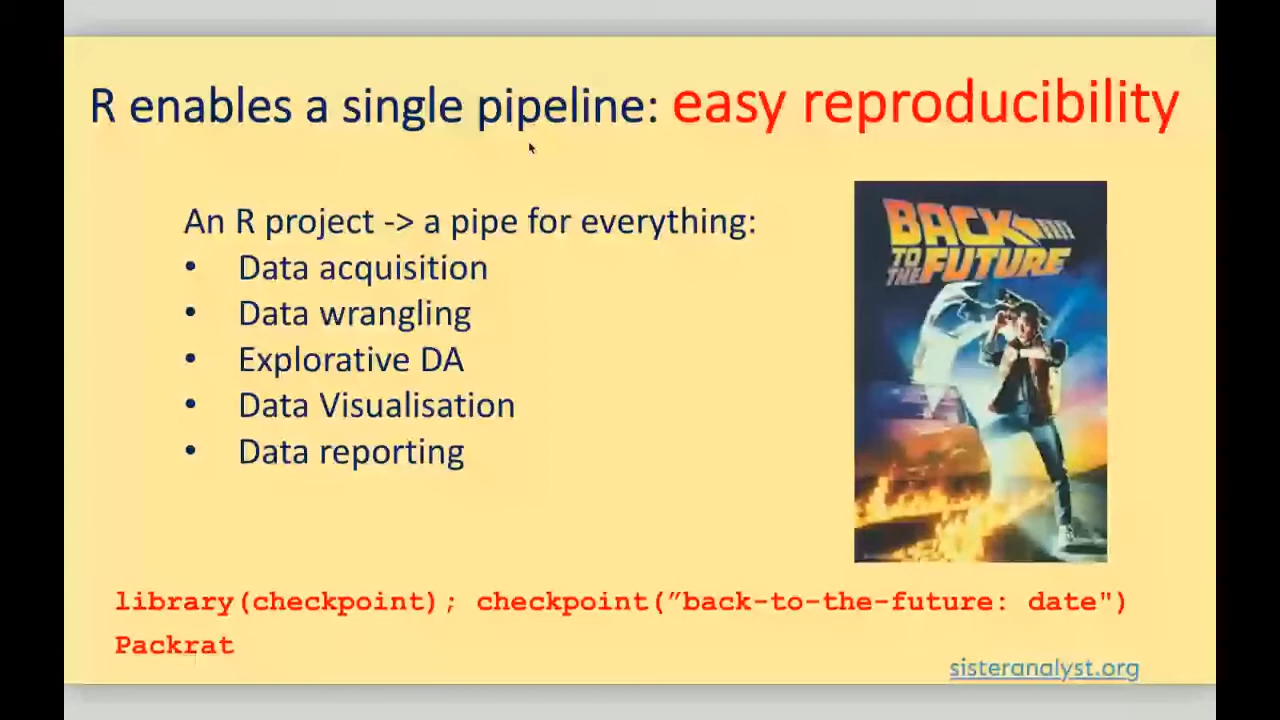 R enables a single pipeline: easy reproducibility
An R project -> a pipe for everything:
• Data acquisition
• Data wrangling
• Explorative DA
• Data Visualisation
• Data reporting
BACK
TO
THE FUTURE
library(checkpoint); checkpoint(”back-to-the-future: date")
Packrat
sisteranalyst.org